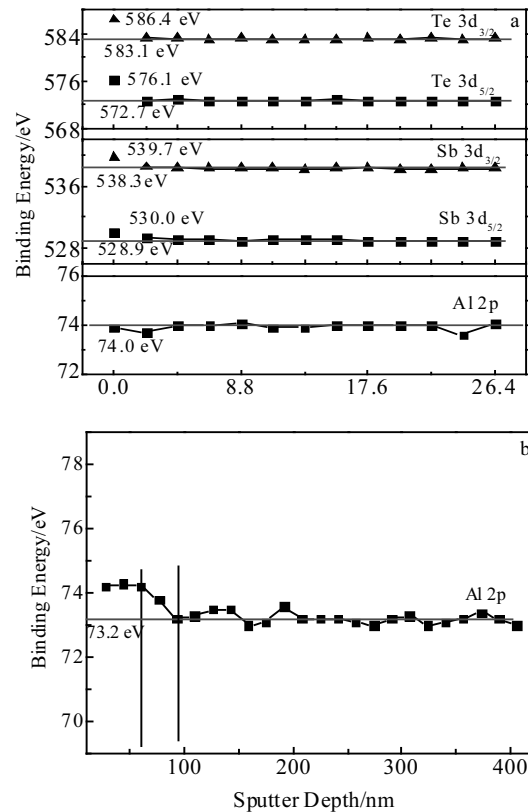 a
586.4 eV
Te 3d3/2
584
583.1 eV
576.1 eV
Te 3d5/2
576
572.7 eV
568
539.7 eV
Sb 3d3/2
538.3eV
536
530.0 eV
Sb 3d5/2
528
528.9 eV
76
Al 2p
74
74.0 eV
72
0.0 8.8 17.6 26.4
Binding Energy/eV
b
78
76
74
Al 2p
73.2 eV
72
70
100 200 300 400
Binding Energy/eV
Sputter Depth/nm